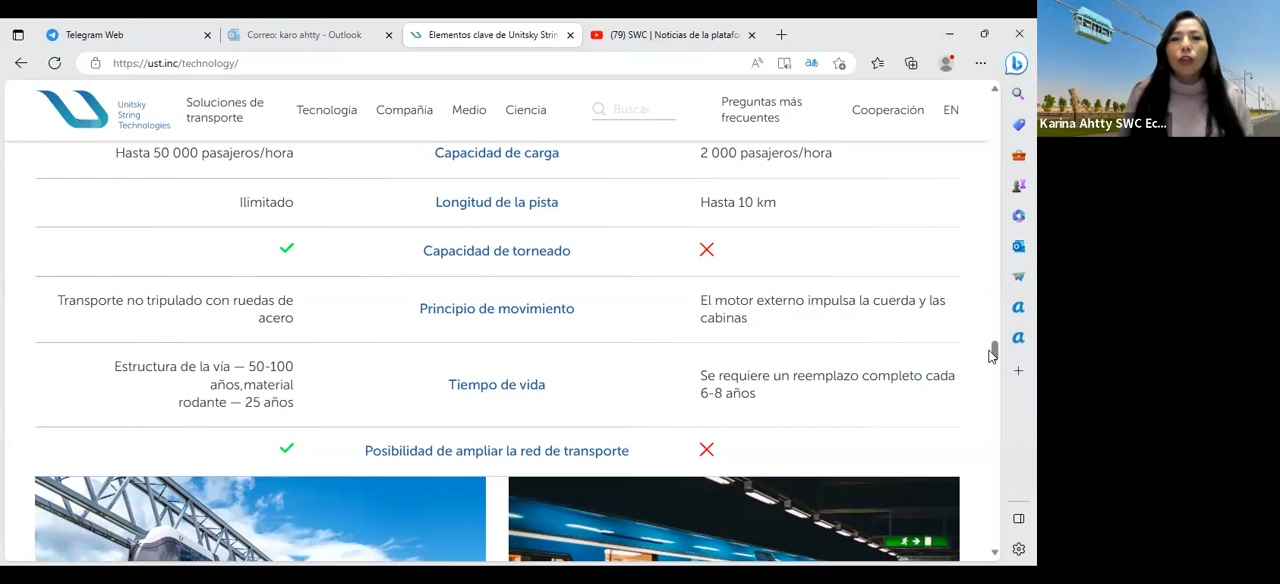 Telegram Web
Correo: karo ahtty - Outlook
Elementos clave de Unitsky Strin
(79) SWC | Noticias de la platafo
https://ust.inc/technology/
Unitsky
String
Technologies
Soluciones de
transporte
Tecnología
Compañía
Medio
Ciencia
Buscar...
Preguntas más
frecuentes
Cooperación
EN
Karina Ahtty SWC Ec...
Hasta 50 000 pasajeros/hora
Capacidad de carga
2 000 pasajeros/hora
Ilimitado
Longitud de la pista
Hasta 10 km
Capacidad de torneado
Transporte no tripulado con ruedas de
acero
Principio de movimiento
El motor externo impulsa la cuerda y las
cabinas
Estructura de la vía — 50-100
años,material
rodante — 25 años
Tiempo de vida
Se requiere un reemplazo completo cada
6-8 años
Posibilidad de ampliar la red de transporte